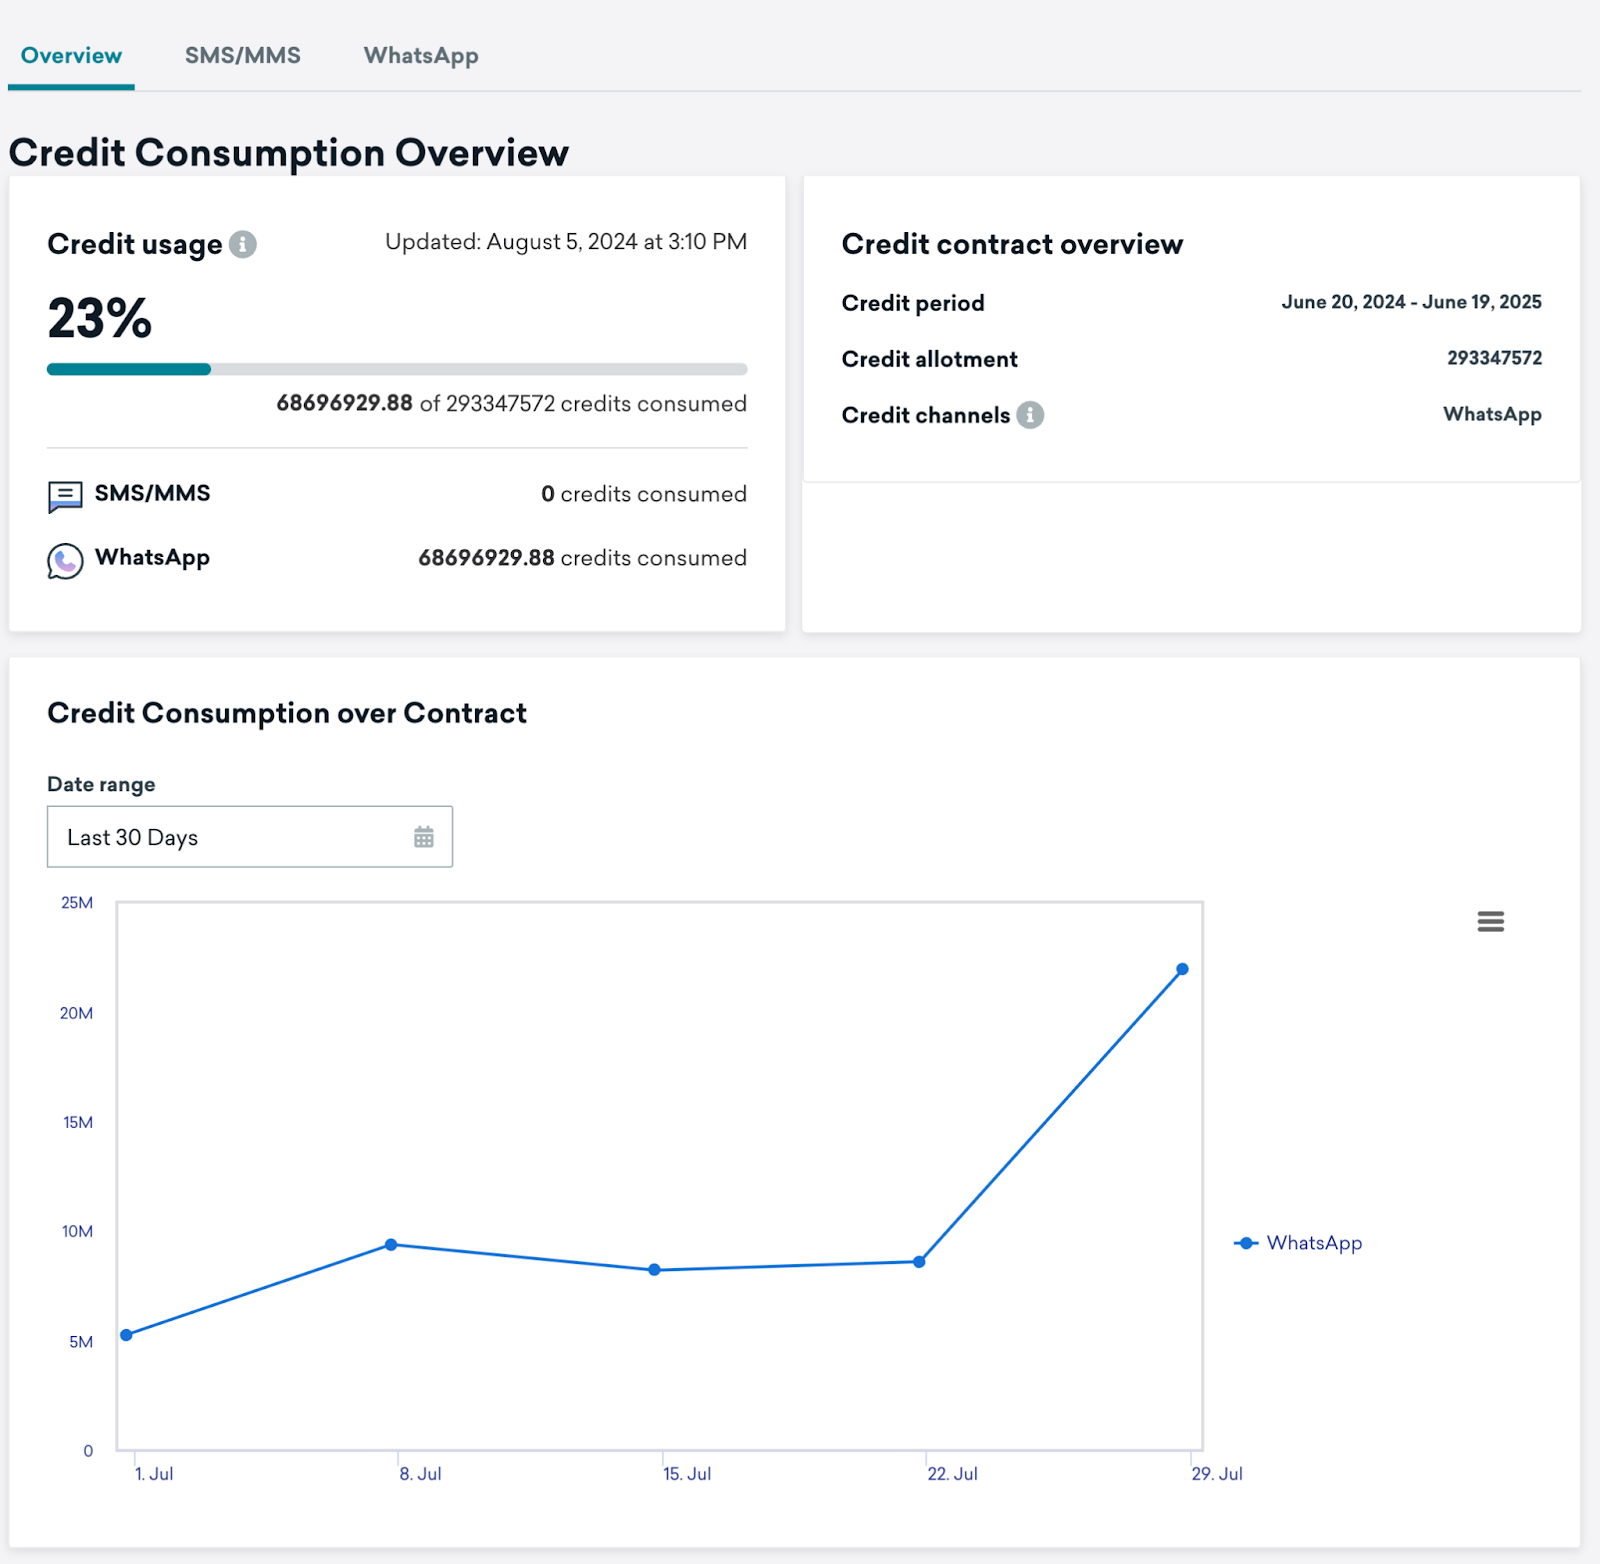 Overview SMS/MMS WhatsApp
Credit Consumption Overview
Credit usage
Updated: August 5, 2024 at 3:10 PM
23%
68696929.88 of 293347572 credits consumed
SMS/MMS 0 credits consumed
WhatsApp 68696929.88 credits consumed
Credit contract overview
Credit period June 20, 2024 - June 19, 2025
Credit allotment 293347572
Credit channels WhatsApp
Credit Consumption over Contract
Date range
Last 30 Days
25M
20M
15M
10M
5M
0
1. Jul 8. Jul 15. Jul 22. Jul 29. Jul
WhatsApp